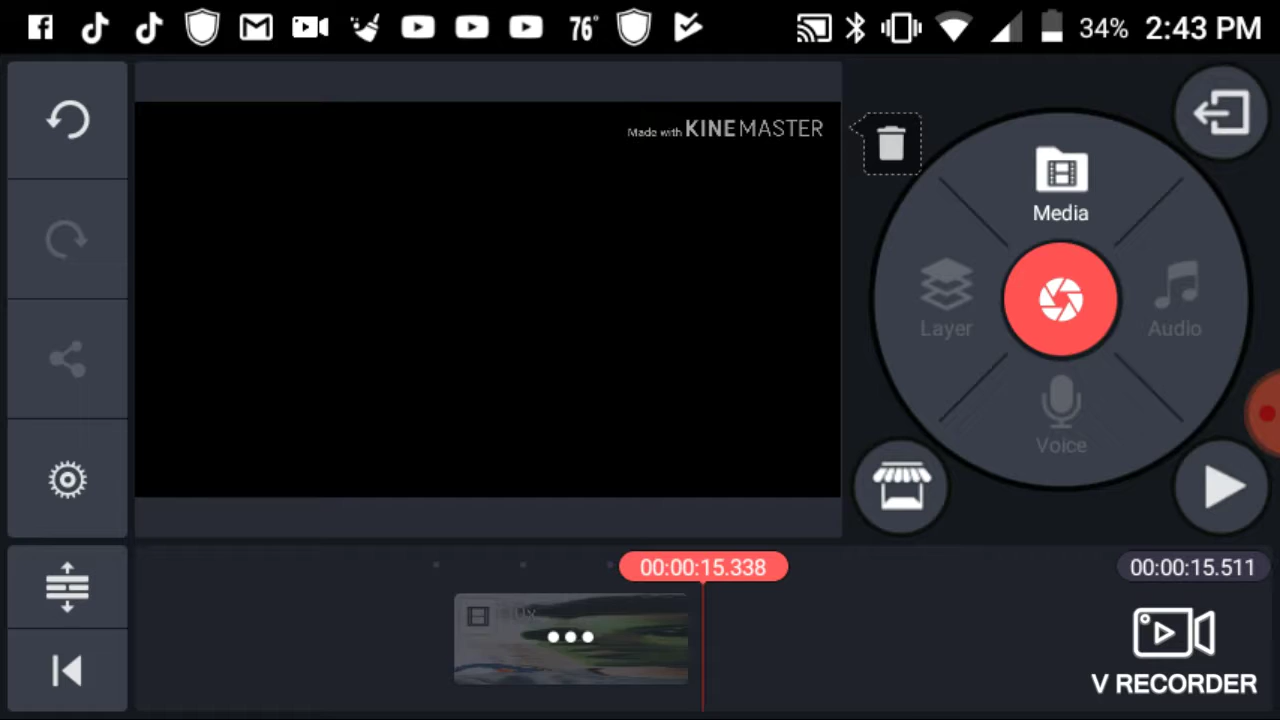 76°
34% 2:43 PM
Made with KINEMASTER
Media
Layer
Audio
Voice
00:00:15.338
00:00:15.511
V RECORDER